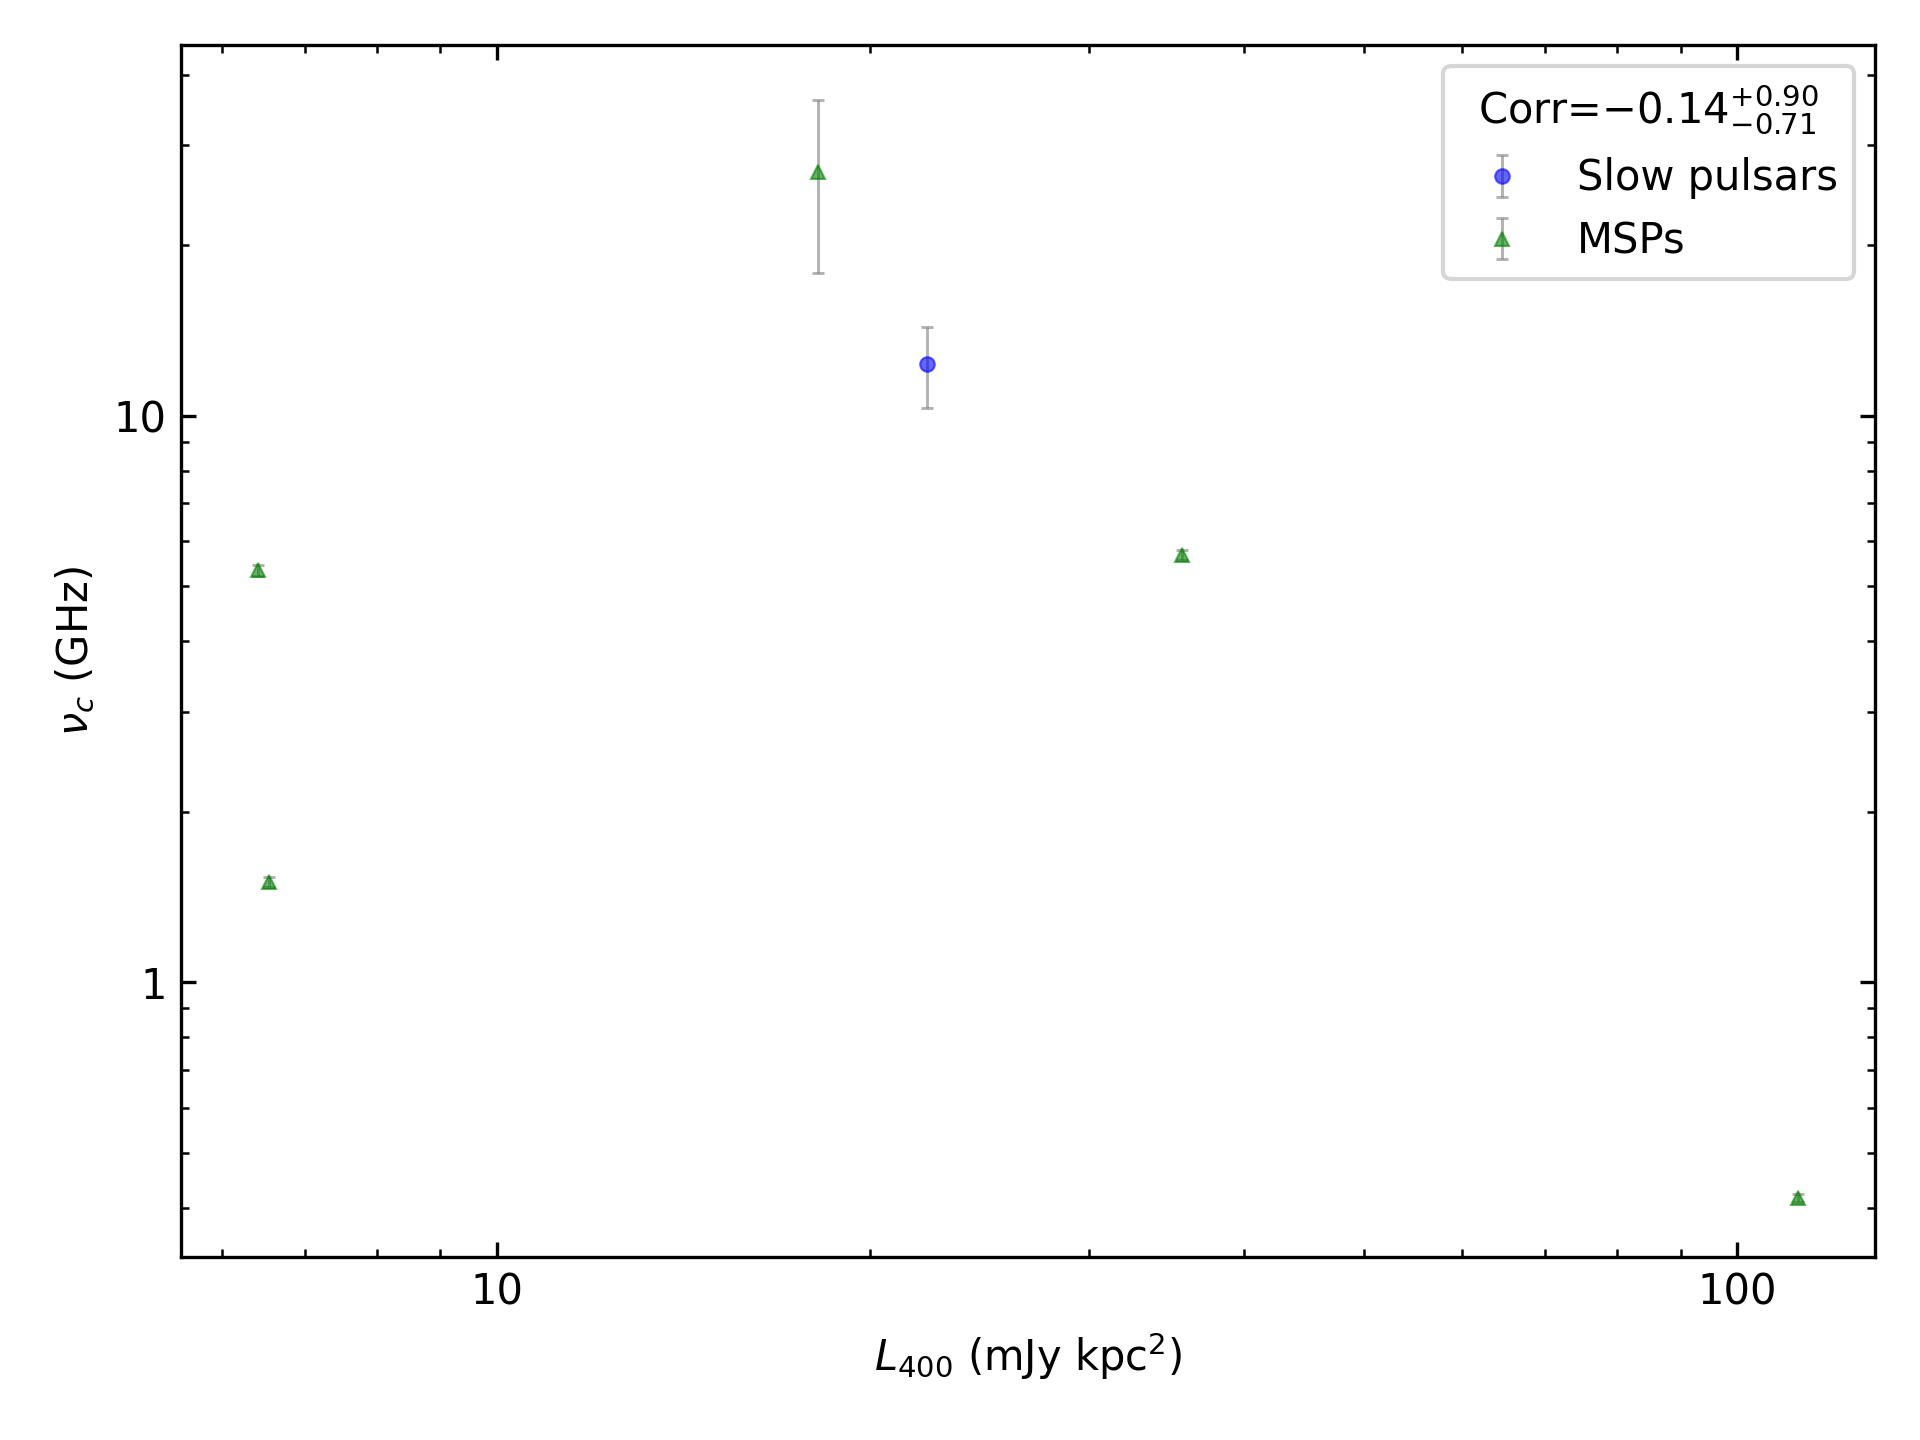 Corr=−0.14 +0.90 −0.71
Slow pulsars
MSPs
10
1
ν_c (GHz)
10
100
L_400 (mJy kpc²)